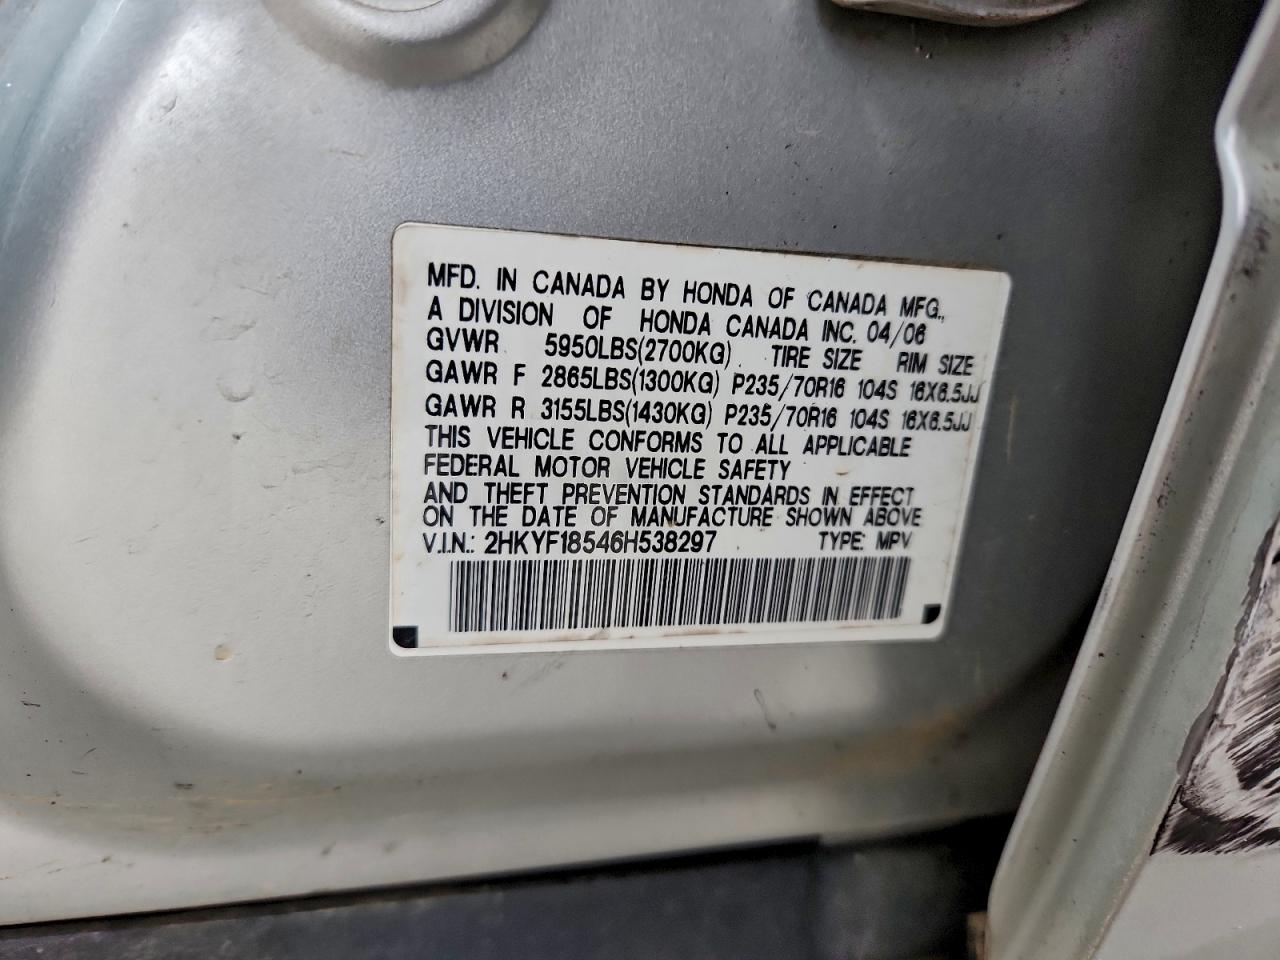 MFD. IN CANADA BY HONDA OF CANADA MFG.,
A DIVISION OF HONDA CANADA INC. 04/06
GVWR 5950LBS(2700KG) TIRE SIZE RIM SIZE
GAWR F 2865LBS(1300KG) P235/70R16 104S 16X6.5JJ
GAWR R 3155LBS(1430KG) P235/70R16 104S 16X6.5JJ
THIS VEHICLE CONFORMS TO ALL APPLICABLE
FEDERAL MOTOR VEHICLE SAFETY
AND THEFT PREVENTION STANDARDS IN EFFECT
ON THE DATE OF MANUFACTURE SHOWN ABOVE
V.I.N.: 2HKYF18546H538297 TYPE: MPV